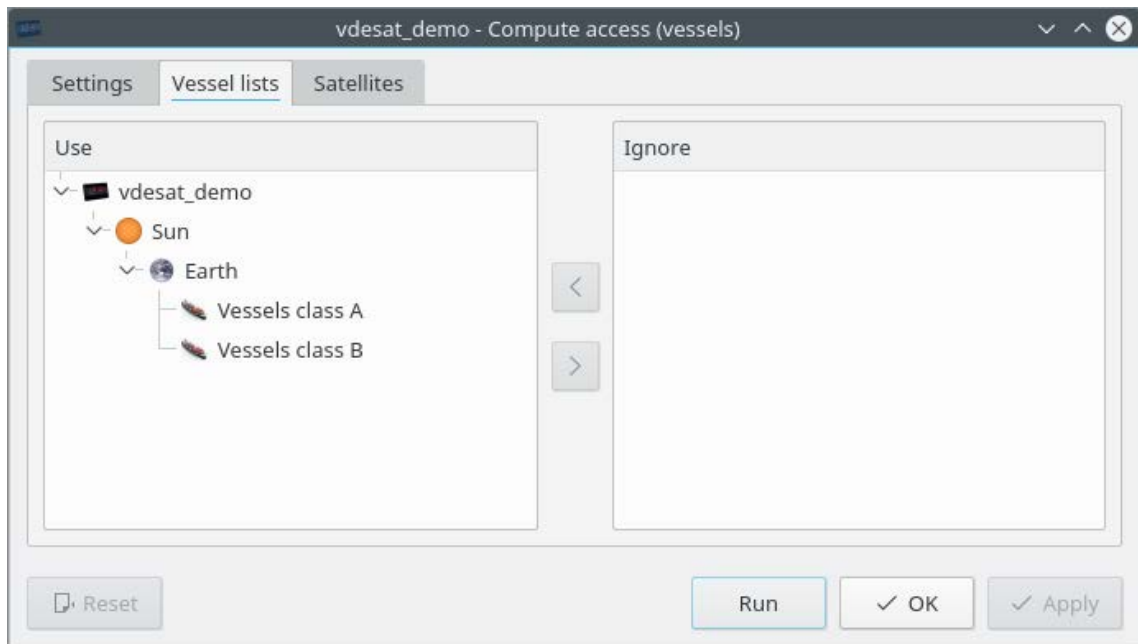 vdesat_demo - Compute access (vessels)
Settings Vessel lists Satellites
Use
vdesat_demo
Sun
Earth
Vessels class A
Vessels class B
<
>
Ignore
Reset Run OK Apply